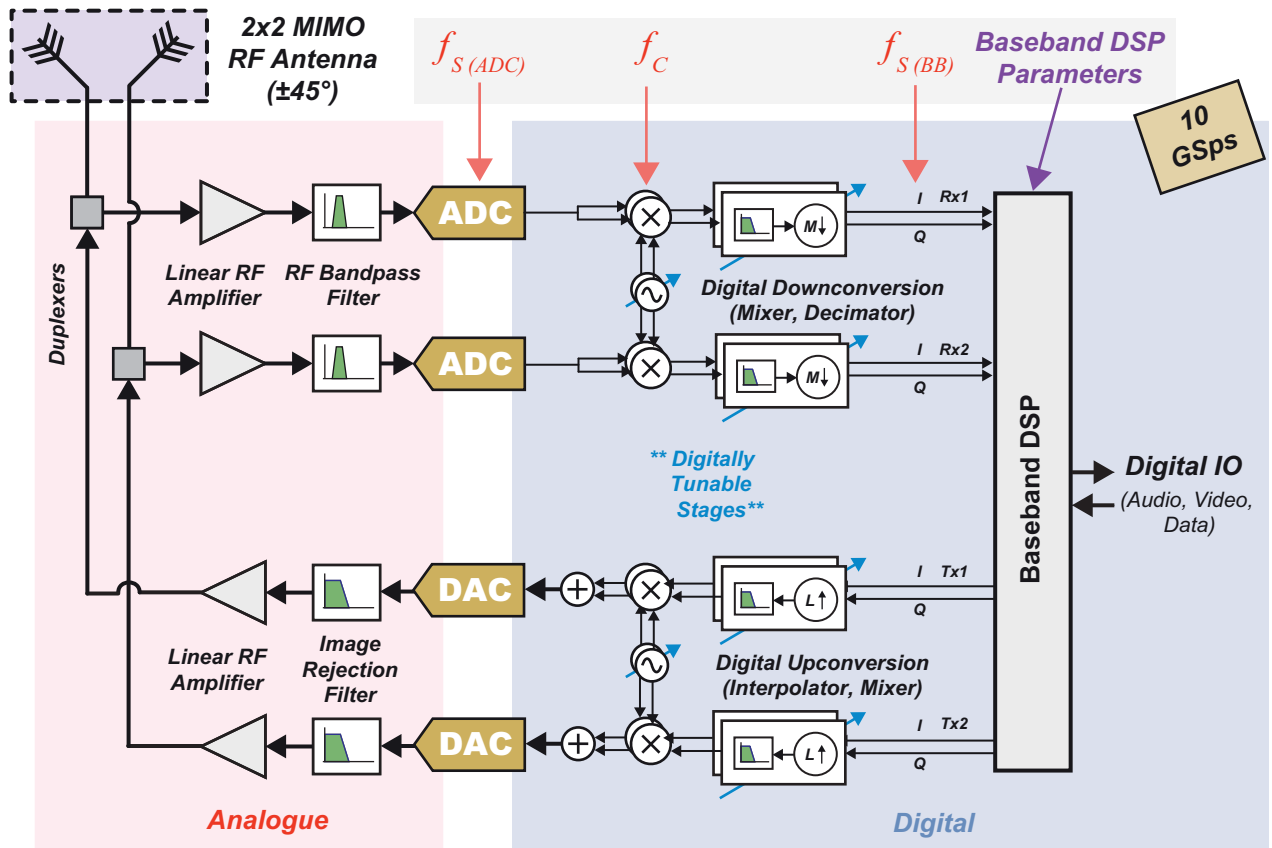 2x2 MIMO
RF Antenna
(±45°)
f S (ADC)
f C
f S (BB)
Baseband DSP
Parameters
10
GSps
Duplexers
Linear RF
Amplifier
RF Bandpass
Filter
ADC
M↓
I Rx1
Q
Digital Downconversion
(Mixer, Decimator)
ADC
M↓
I Rx2
Q
** Digitally
Tunable
Stages**
Baseband DSP
Digital IO
(Audio, Video,
Data)
DAC
L↑
I Tx1
Q
Linear RF
Amplifier
Image
Rejection
Filter
Digital Upconversion
(Interpolator, Mixer)
DAC
L↑
I Tx2
Q
Analogue
Digital